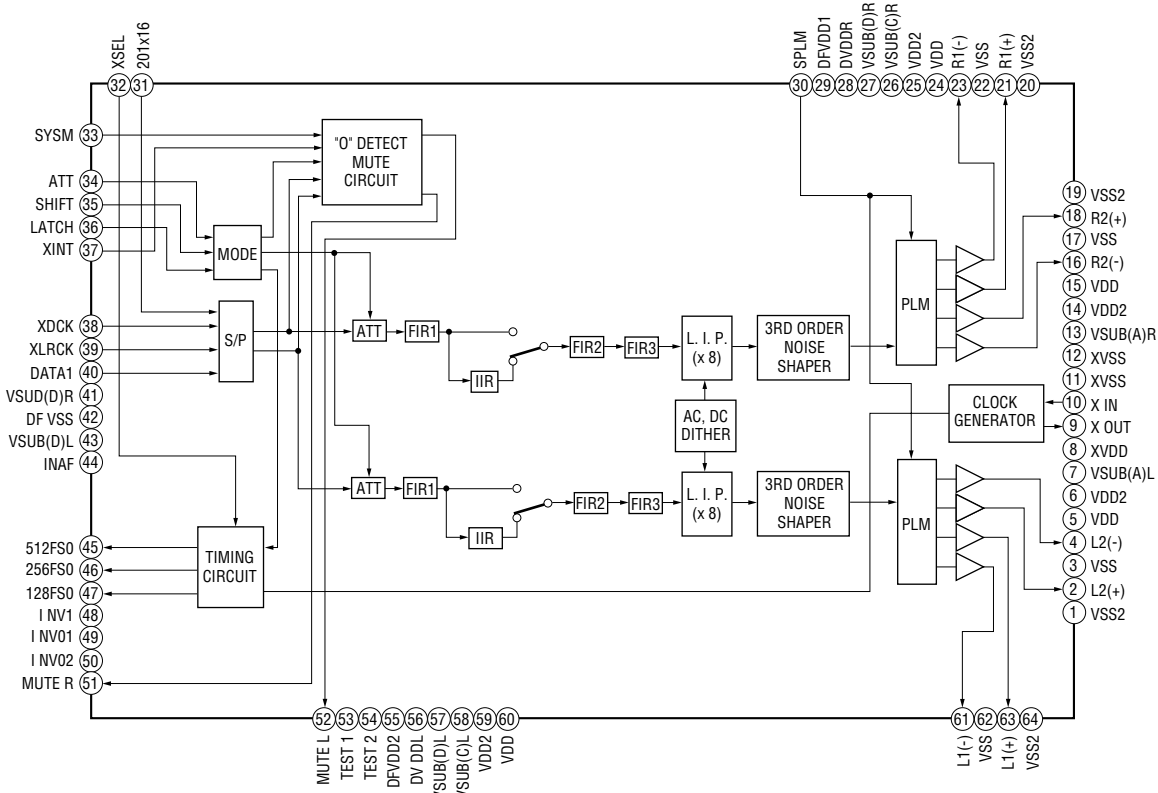 XSEL
201x16
SPLM
DFVDD1
DVDDR
VSUB(D)R
VSUB(C)R
VDD2
VDD
R1(-)
VSS
R1(+)
VSS2
32
31
30
29
28
27
26
25
24
23
22
21
20
SYSM 33
ATT 34
SHIFT 35
LATCH 36
XINT 37
XDCK 38
XLRCK 39
DATA1 40
VSUD(D)R 41
DF VSS 42
VSUB(D)L 43
INAF 44
512FS0 45
256FS0 46
128FS0 47
I NV1 48
I NV01 49
I NV02 50
MUTE R 51
"O" DETECT
MUTE
CIRCUIT
MODE
S/P
ATT
FIR1
IIR
FIR2
FIR3
L. I. P.
(x 8)
3RD ORDER
NOISE
SHAPER
PLM
AC, DC
DITHER
CLOCK
GENERATOR
ATT
FIR1
IIR
FIR2
FIR3
L. I. P.
(x 8)
3RD ORDER
NOISE
SHAPER
PLM
TIMING
CIRCUIT
19 VSS2
18 R2(+)
17 VSS
16 R2(-)
15 VDD
14 VDD2
13 VSUB(A)R
12 XVSS
11 XVSS
10 X IN
9 X OUT
8 XVDD
7 VSUB(A)L
6 VDD2
5 VDD
4 L2(-)
3 VSS
2 L2(+)
1 VSS2
52
53
54
55
56
57
58
59
60
61
62
63
64
MUTE L
TEST 1
TEST 2
DFVDD2
DV DDL
VSUB(D)L
VSUB(C)L
VDD2
VDD
L1(-)
VSS
L1(+)
VSS2